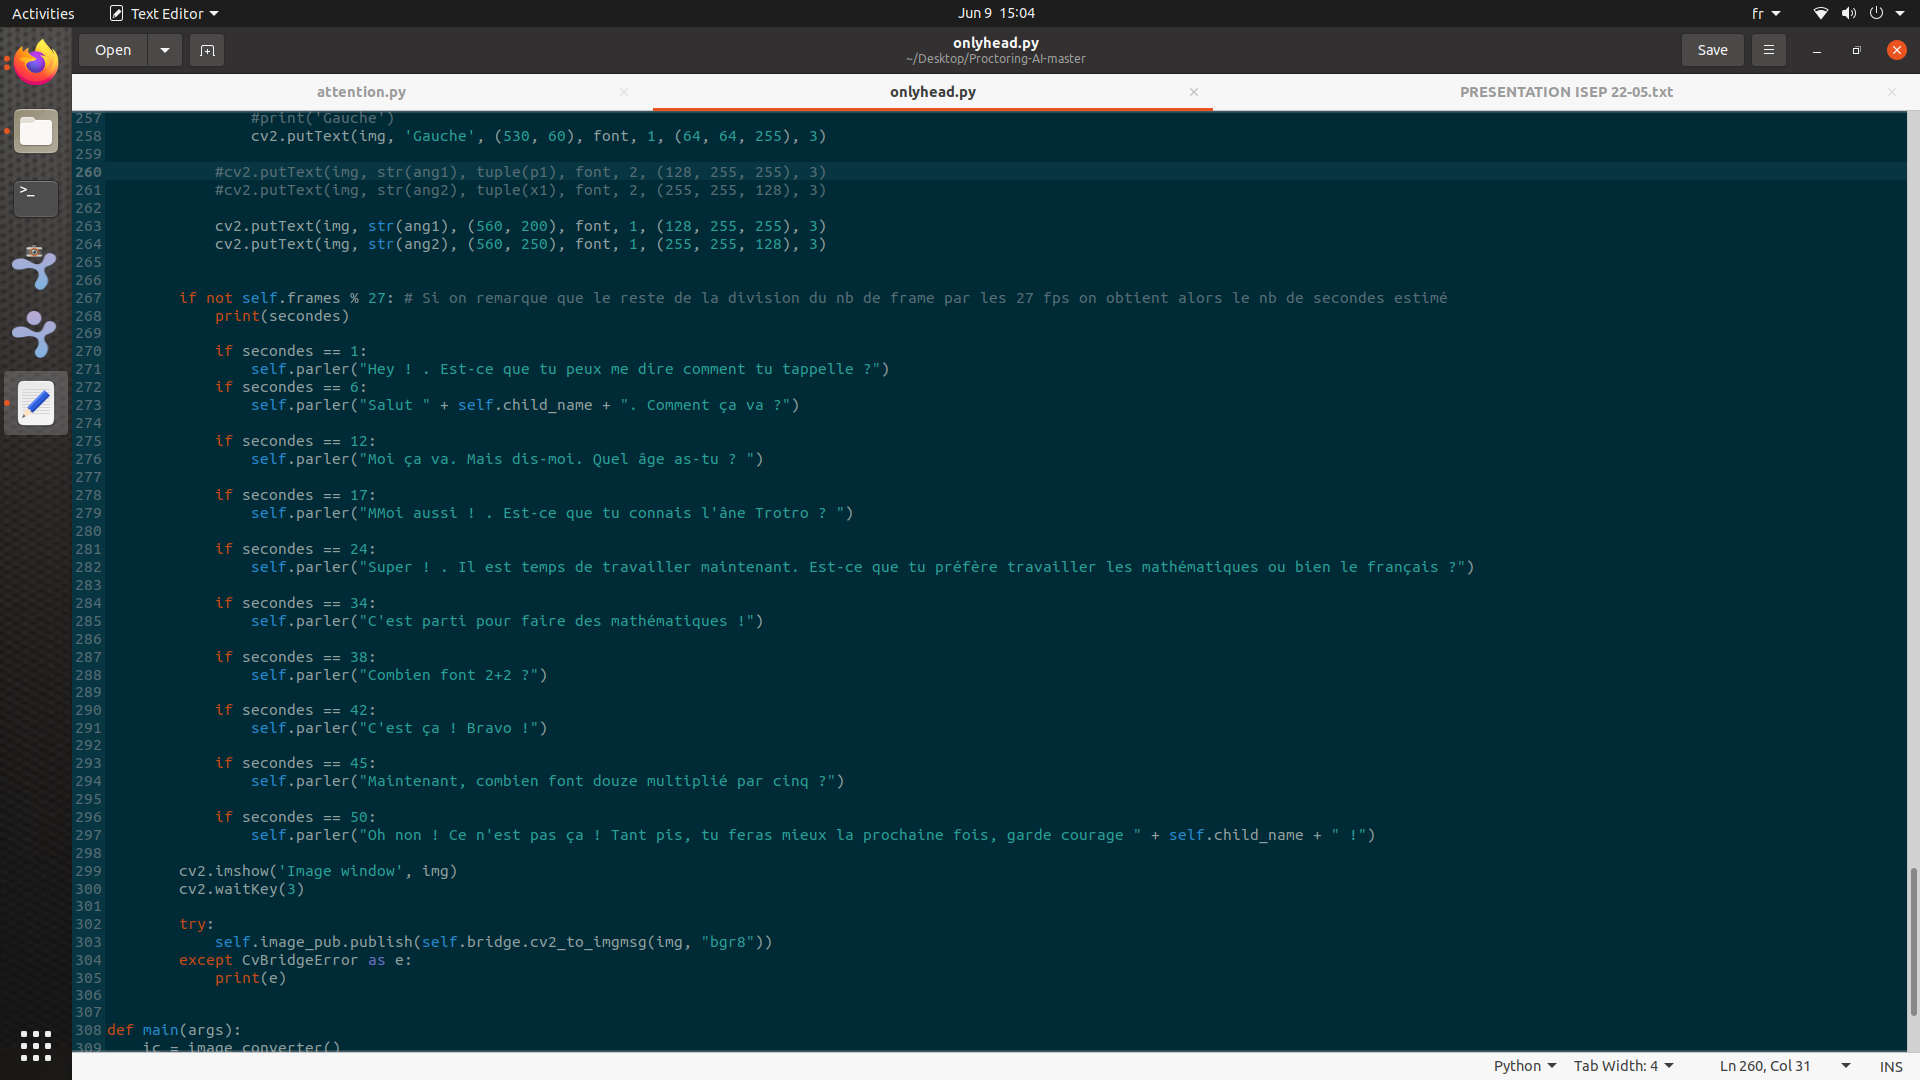 Activities Text Editor Jun 9 15:04 fr
Open onlyhead.py Save
~/Desktop/Proctoring-AI-master
attention.py onlyhead.py PRESENTATION ISEP 22-05.txt
257 #print('Gauche')
258 cv2.putText(img, 'Gauche', (530, 60), font, 1, (64, 64, 255), 3)
259
260 #cv2.putText(img, str(ang1), tuple(p1), font, 2, (128, 255, 255), 3)
261 #cv2.putText(img, str(ang2), tuple(x1), font, 2, (255, 255, 128), 3)
262
263 cv2.putText(img, str(ang1), (560, 200), font, 1, (128, 255, 255), 3)
264 cv2.putText(img, str(ang2), (560, 250), font, 1, (255, 255, 128), 3)
265
266
267 if not self.frames % 27: # Si on remarque que le reste de la division du nb de frame par les 27 fps on obtient alors le nb de secondes estimé
268 print(secondes)
269
270 if secondes == 1:
271 self.parler("Hey ! . Est-ce que tu peux me dire comment tu tappelle ?")
272 if secondes == 6:
273 self.parler("Salut " + self.child_name + ". Comment ça va ?")
274
275 if secondes == 12:
276 self.parler("Moi ça va. Mais dis-moi. Quel âge as-tu ? ")
277
278 if secondes == 17:
279 self.parler("MMoi aussi ! . Est-ce que tu connais l'âne Trotro ? ")
280
281 if secondes == 24:
282 self.parler("Super ! . Il est temps de travailler maintenant. Est-ce que tu préfère travailler les mathématiques ou bien le français ?")
283
284 if secondes == 34:
285 self.parler("C'est parti pour faire des mathématiques !")
286
287 if secondes == 38:
288 self.parler("Combien font 2+2 ?")
289
290 if secondes == 42:
291 self.parler("C'est ça ! Bravo !")
292
293 if secondes == 45:
294 self.parler("Maintenant, combien font douze multiplié par cinq ?")
295
296 if secondes == 50:
297 self.parler("Oh non ! Ce n'est pas ça ! Tant pis, tu feras mieux la prochaine fois, garde courage " + self.child_name + " !")
298
299 cv2.imshow('Image window', img)
300 cv2.waitKey(3)
301
302 try:
303 self.image_pub.publish(self.bridge.cv2_to_imgmsg(img, "bgr8"))
304 except CvBridgeError as e:
305 print(e)
306
307
308 def main(args):
309 ic = image_converter()
Python Tab Width: 4 Ln 260, Col 31 INS